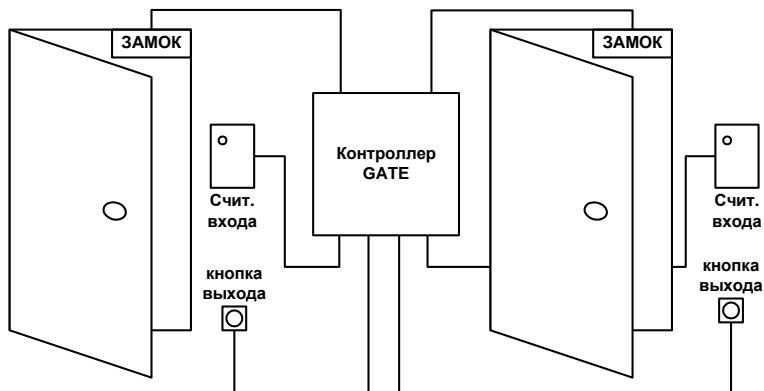 ЗАМОК
ЗАМОК
Контроллер
GATE
Счит.
входа
Счит.
входа
кнопка
выхода
кнопка
выхода